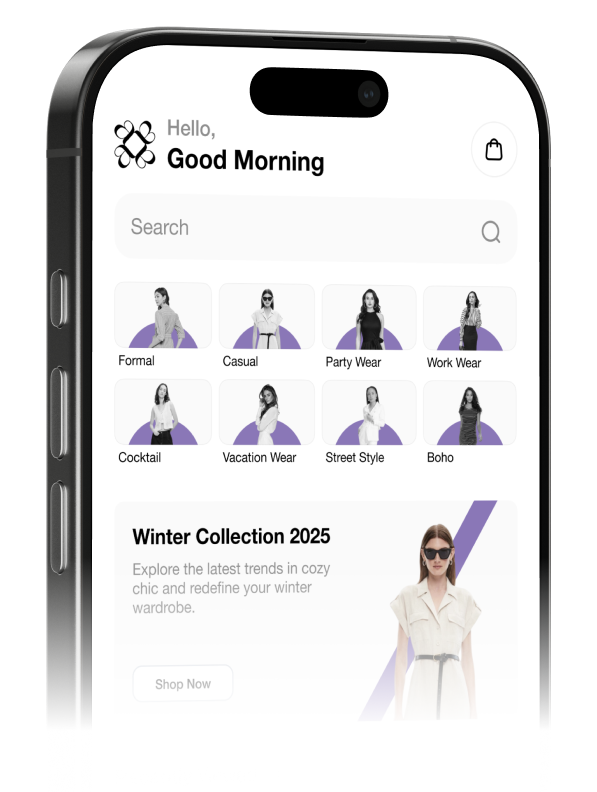 Hello,
Good Morning
Search
Formal
Casual
Party Wear
Work Wear
Cocktail
Vacation Wear
Street Style
Boho
Winter Collection 2025
Explore the latest trends in cozy
chic and redefine your winter
wardrobe.
Shop Now